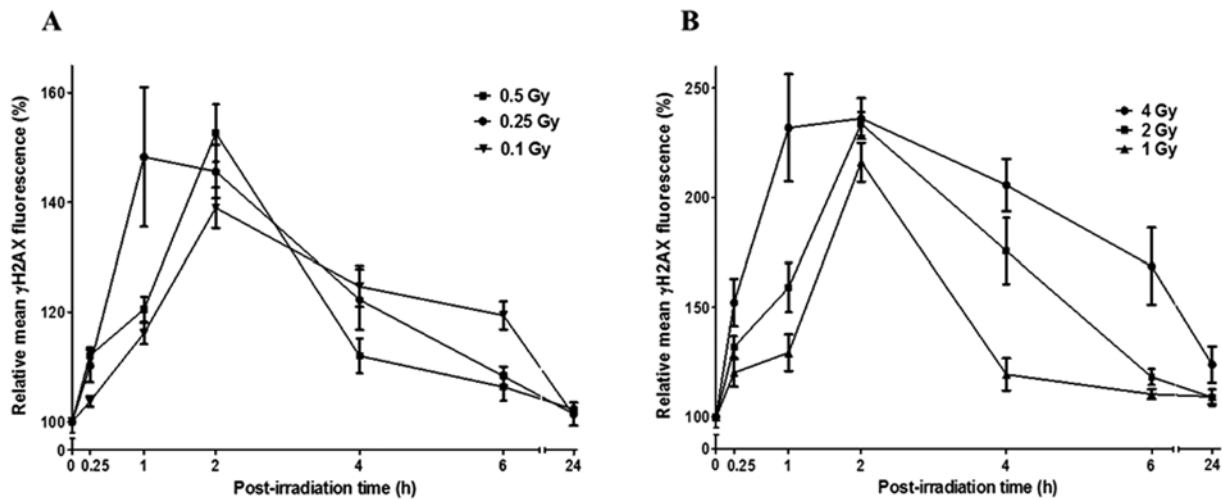 A
Relative mean γH2AX fluorescence (%)
160
140
120
100
0
0.5 Gy
0.25 Gy
0.1 Gy
0 0.25 1 2 4 6 24
Post-irradiation time (h)
B
Relative mean γH2AX fluorescence (%)
250
200
150
100
0
4 Gy
2 Gy
1 Gy
0 0.25 1 2 4 6 24
Post-irradiation time (h)